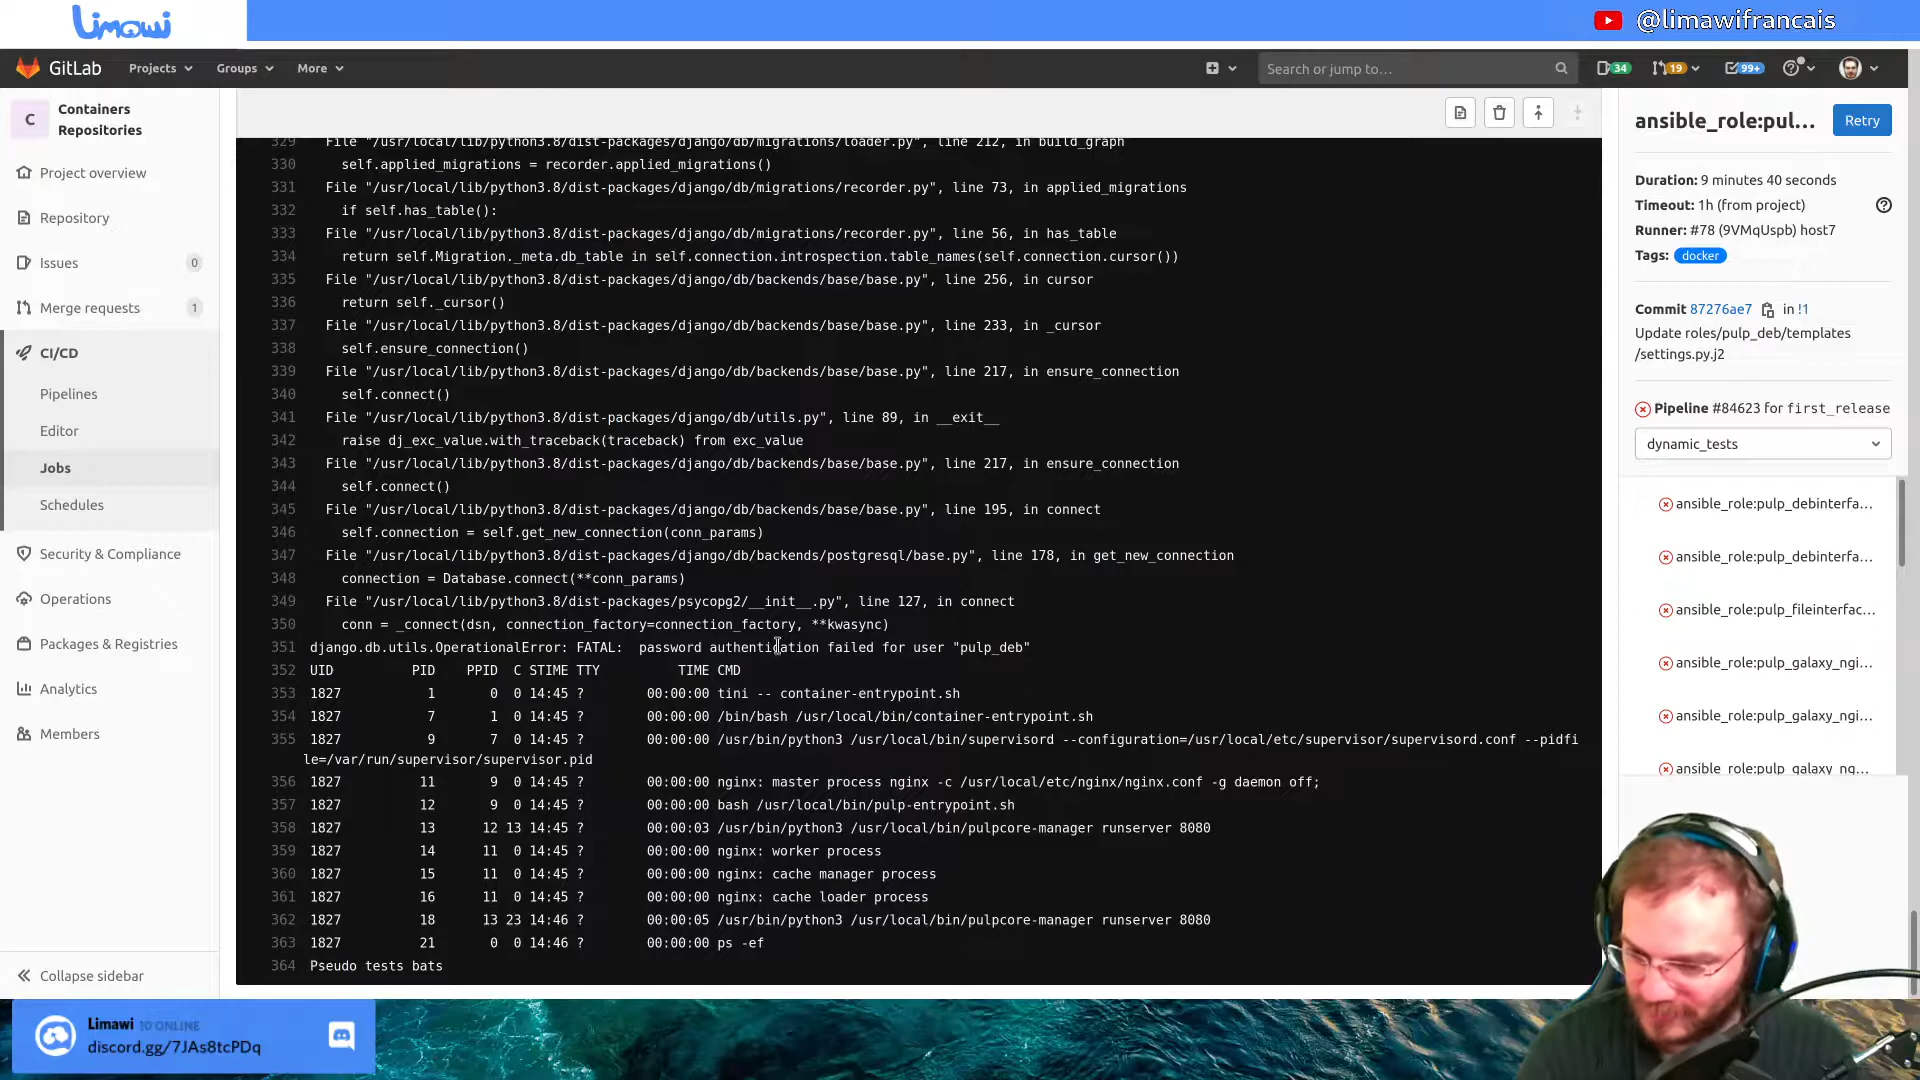 Limawi
@limawifrancais
GitLab
Projects
Groups
More
Search or jump to...
34
19
99+
C
Containers
Repositories
Project overview
Repository
Issues
0
Merge requests
1
CI/CD
Pipelines
Editor
Jobs
Schedules
Security & Compliance
Operations
Packages & Registries
Analytics
Members
Collapse sidebar
329 File "/usr/local/lib/python3.8/dist-packages/django/db/migrations/loader.py", line 212, in build_graph
330 self.applied_migrations = recorder.applied_migrations()
331 File "/usr/local/lib/python3.8/dist-packages/django/db/migrations/recorder.py", line 73, in applied_migrations
332 if self.has_table():
333 File "/usr/local/lib/python3.8/dist-packages/django/db/migrations/recorder.py", line 56, in has_table
334 return self.Migration._meta.db_table in self.connection.introspection.table_names(self.connection.cursor())
335 File "/usr/local/lib/python3.8/dist-packages/django/db/backends/base/base.py", line 256, in cursor
336 return self._cursor()
337 File "/usr/local/lib/python3.8/dist-packages/django/db/backends/base/base.py", line 233, in _cursor
338 self.ensure_connection()
339 File "/usr/local/lib/python3.8/dist-packages/django/db/backends/base/base.py", line 217, in ensure_connection
340 self.connect()
341 File "/usr/local/lib/python3.8/dist-packages/django/db/utils.py", line 89, in __exit__
342 raise dj_exc_value.with_traceback(traceback) from exc_value
343 File "/usr/local/lib/python3.8/dist-packages/django/db/backends/base/base.py", line 217, in ensure_connection
344 self.connect()
345 File "/usr/local/lib/python3.8/dist-packages/django/db/backends/base/base.py", line 195, in connect
346 self.connection = self.get_new_connection(conn_params)
347 File "/usr/local/lib/python3.8/dist-packages/django/db/backends/postgresql/base.py", line 178, in get_new_connection
348 connection = Database.connect(**conn_params)
349 File "/usr/local/lib/python3.8/dist-packages/psycopg2/__init__.py", line 127, in connect
350 conn = _connect(dsn, connection_factory=connection_factory, **kwasync)
351 django.db.utils.OperationalError: FATAL:  password authentication failed for user "pulp_deb"
352 UID PID PPID C STIME TTY TIME CMD
353 1827 1 0 0 14:45 ? 00:00:00 tini -- container-entrypoint.sh
354 1827 7 1 0 14:45 ? 00:00:00 /bin/bash /usr/local/bin/container-entrypoint.sh
355 1827 9 7 0 14:45 ? 00:00:00 /usr/bin/python3 /usr/local/bin/supervisord --configuration=/usr/local/etc/supervisor/supervisord.conf --pidfi
le=/var/run/supervisor/supervisor.pid
356 1827 11 9 0 14:45 ? 00:00:00 nginx: master process nginx -c /usr/local/etc/nginx/nginx.conf -g daemon off;
357 1827 12 9 0 14:45 ? 00:00:00 bash /usr/local/bin/pulp-entrypoint.sh
358 1827 13 12 13 14:45 ? 00:00:03 /usr/bin/python3 /usr/local/bin/pulpcore-manager runserver 8080
359 1827 14 11 0 14:45 ? 00:00:00 nginx: worker process
360 1827 15 11 0 14:45 ? 00:00:00 nginx: cache manager process
361 1827 16 11 0 14:45 ? 00:00:00 nginx: cache loader process
362 1827 18 13 23 14:46 ? 00:00:05 /usr/bin/python3 /usr/local/bin/pulpcore-manager runserver 8080
363 1827 21 0 0 14:46 ? 00:00:00 ps -ef
364 Pseudo tests bats
ansible_role:pul...
Retry
Duration: 9 minutes 40 seconds
Timeout: 1h (from project)
Runner: #78 (9VMqUspb) host7
Tags: docker
Commit 87276ae7 in !1
Update roles/pulp_deb/templates
/settings.py.j2
Pipeline #84623 for first_release
dynamic_tests
ansible_role:pulp_debinterfa...
ansible_role:pulp_debinterfa...
ansible_role:pulp_fileinterfac...
ansible_role:pulp_galaxy_ngi...
ansible_role:pulp_galaxy_ngi...
ansible_role:pulp_galaxy_ng...
Limawi 10 ONLINE
discord.gg/7JAs8tcPDq